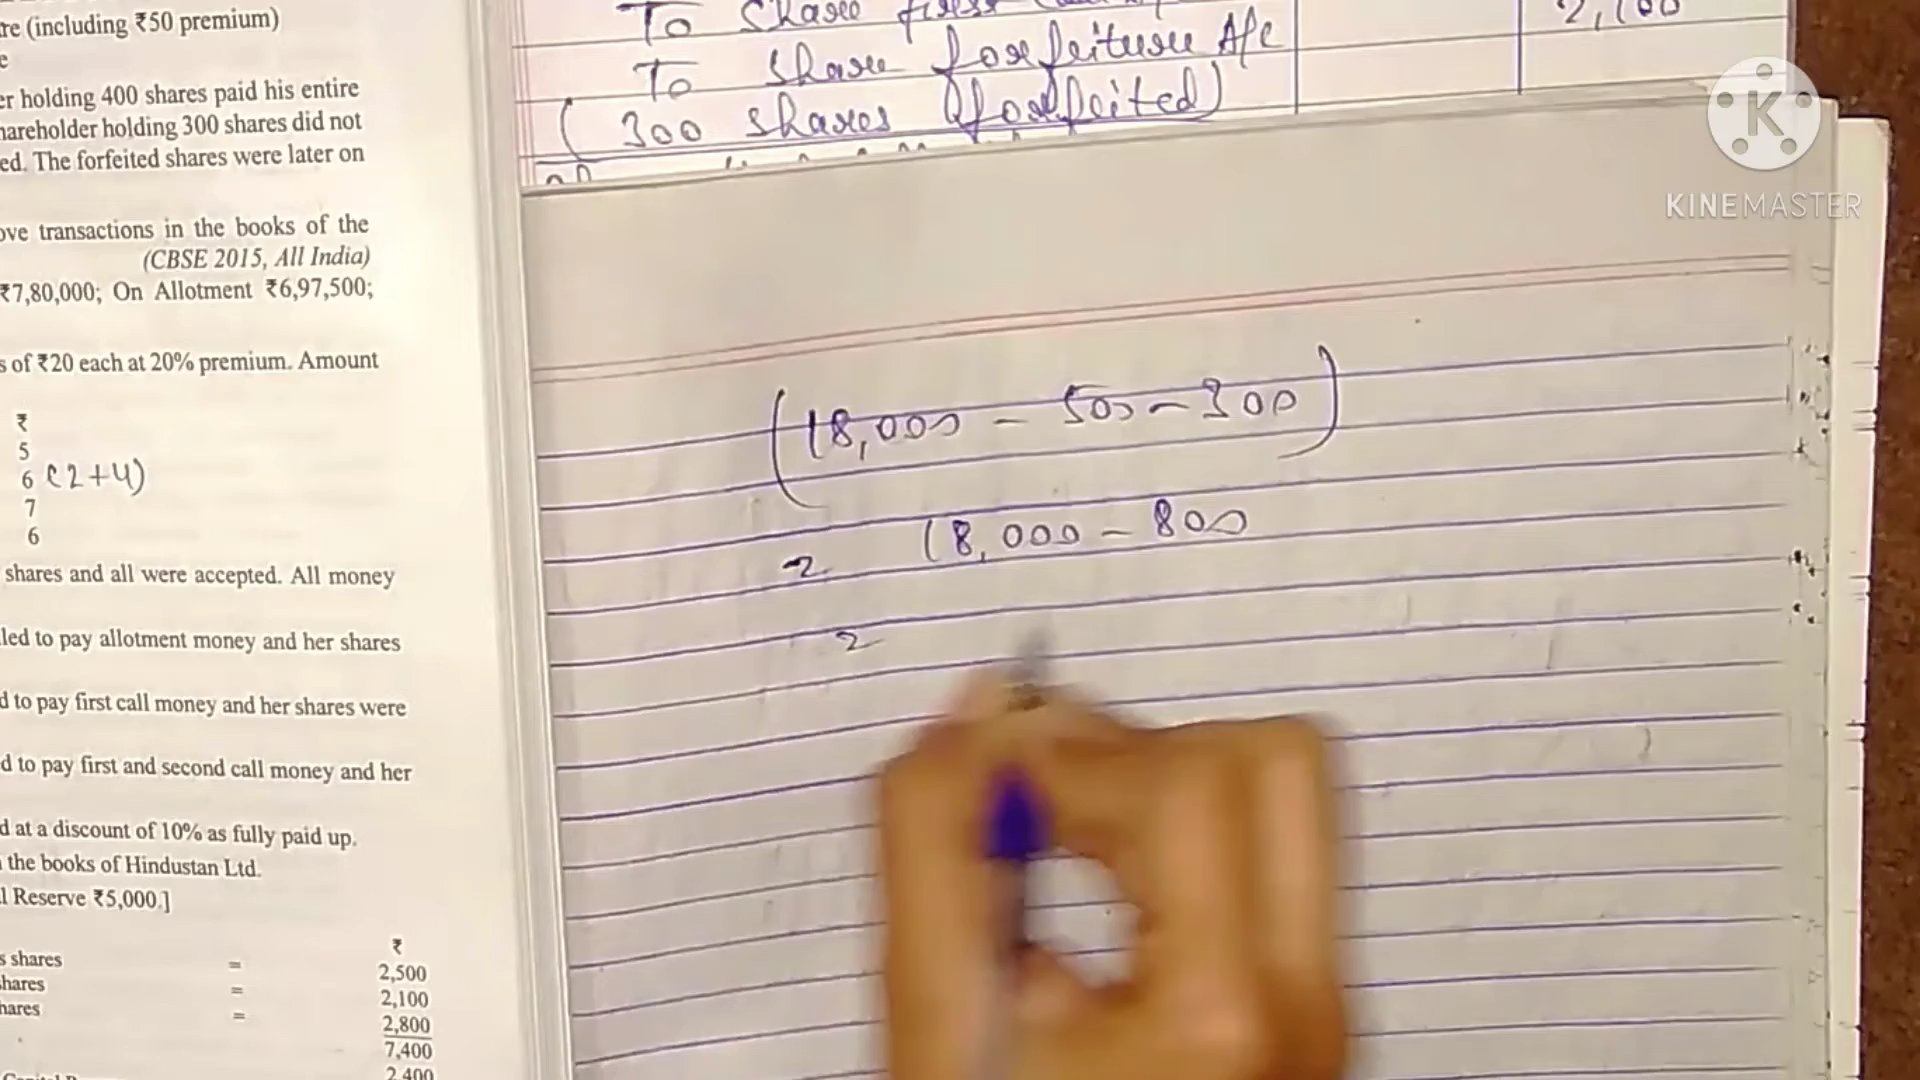 re (including ₹50 premium)
e
er holding 400 shares paid his entire
hareholder holding 300 shares did not
ed. The forfeited shares were later on
ove transactions in the books of the
(CBSE 2015, All India)
₹7,80,000; On Allotment ₹6,97,500;
s of ₹20 each at 20% premium. Amount
₹
5
6 (2+4)
7
6
shares and all were accepted. All money
led to pay allotment money and her shares
d to pay first call money and her shares were
d to pay first and second call money and her
d at a discount of 10% as fully paid up.
the books of Hindustan Ltd.
l Reserve ₹5,000.]
₹
s shares = 2,500
hares = 2,100
hares = 2,800
7,400
2,400
To Share first
2,100
To Share forfeiture A/c
(300 shares forfeited)
K
KINEMASTER
(18,000 - 500 - 300)
= 18,000 - 800
=